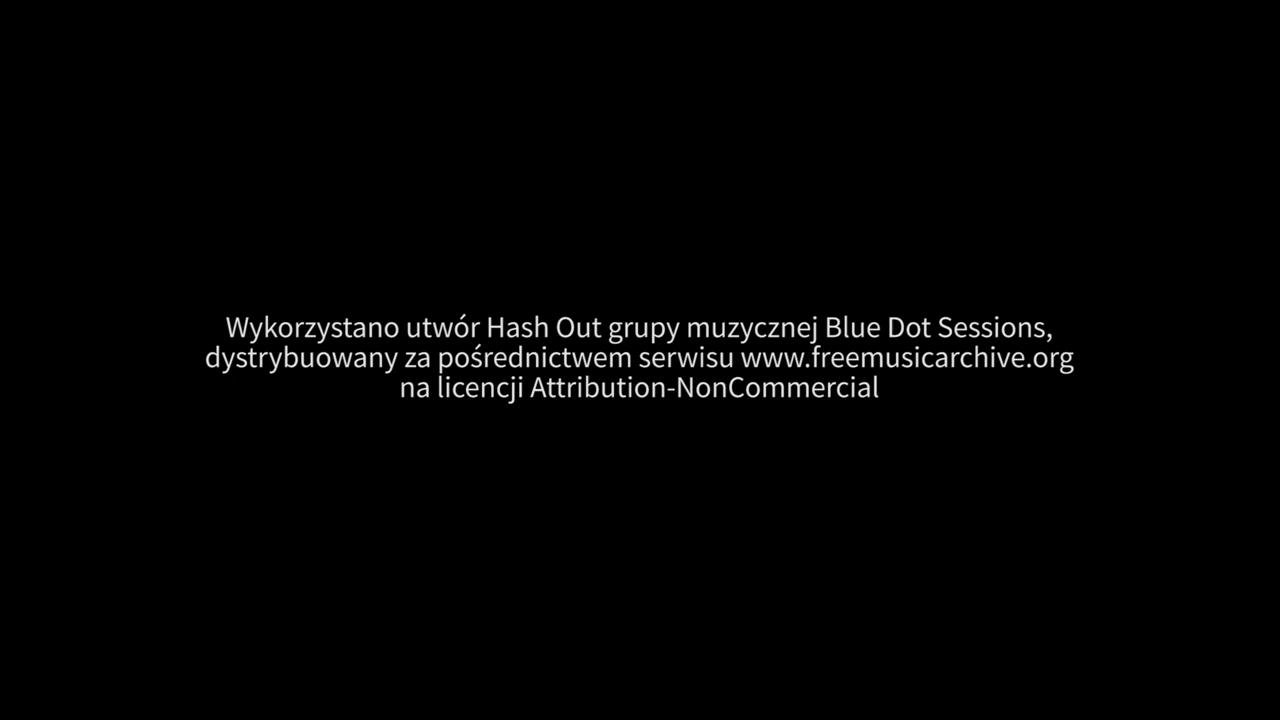 Wykorzystano utwór Hash Out grupy muzycznej Blue Dot Sessions,
dystrybuowany za pośrednictwem serwisu www.freemusicarchive.org
na licencji Attribution-NonCommercial